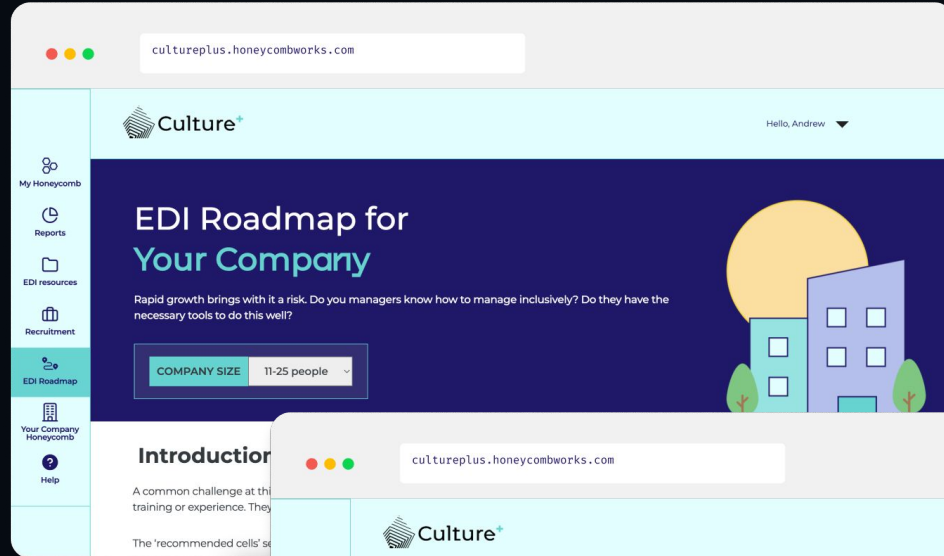 cultureplus.honeycombworks.com
Culture+
Hello, Andrew
My Honeycomb
Reports
EDI resources
Recruitment
EDI Roadmap
Your Company
Honeycomb
Help
EDI Roadmap for
Your Company
Rapid growth brings with it a risk. Do you managers know how to manage inclusively? Do they have the
necessary tools to do this well?
COMPANY SIZE
11-25 people
Introduction
A common challenge at thi
training or experience. They
The 'recommended cells' se
cultureplus.honeycombworks.com
Culture+